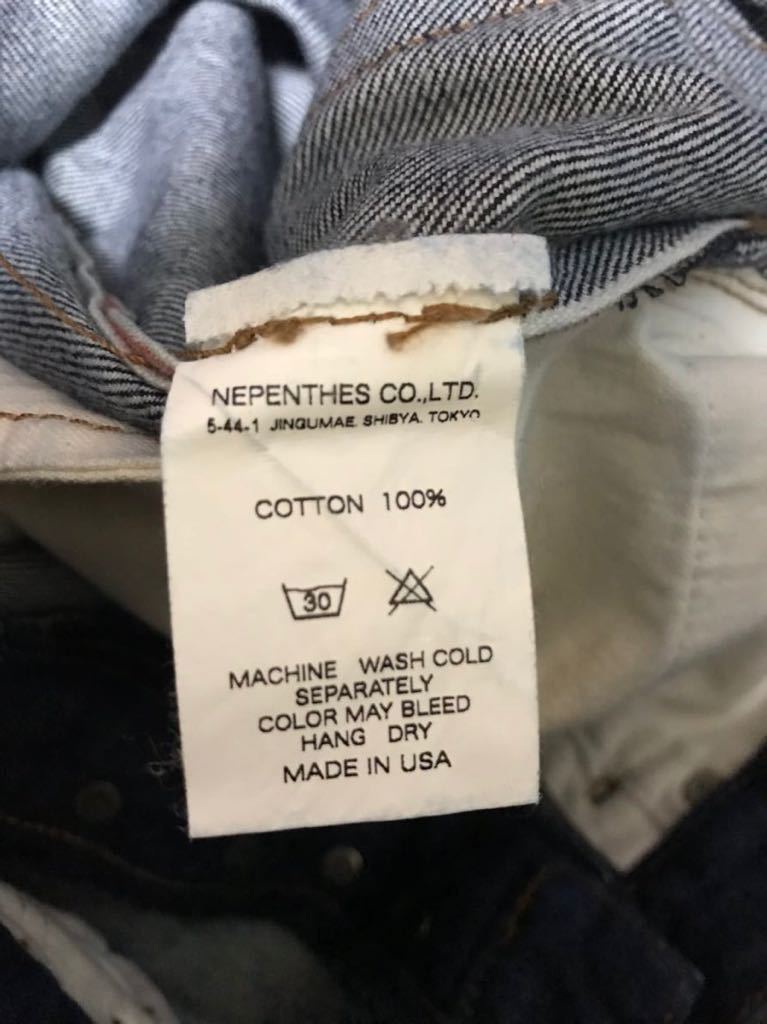 NEPENTHES CO.,LTD.
5-44-1 JINGUMAE. SHIBYA. TOKYO
COTTON 100%
30
MACHINE WASH COLD
SEPARATELY
COLOR MAY BLEED
HANG DRY
MADE IN USA